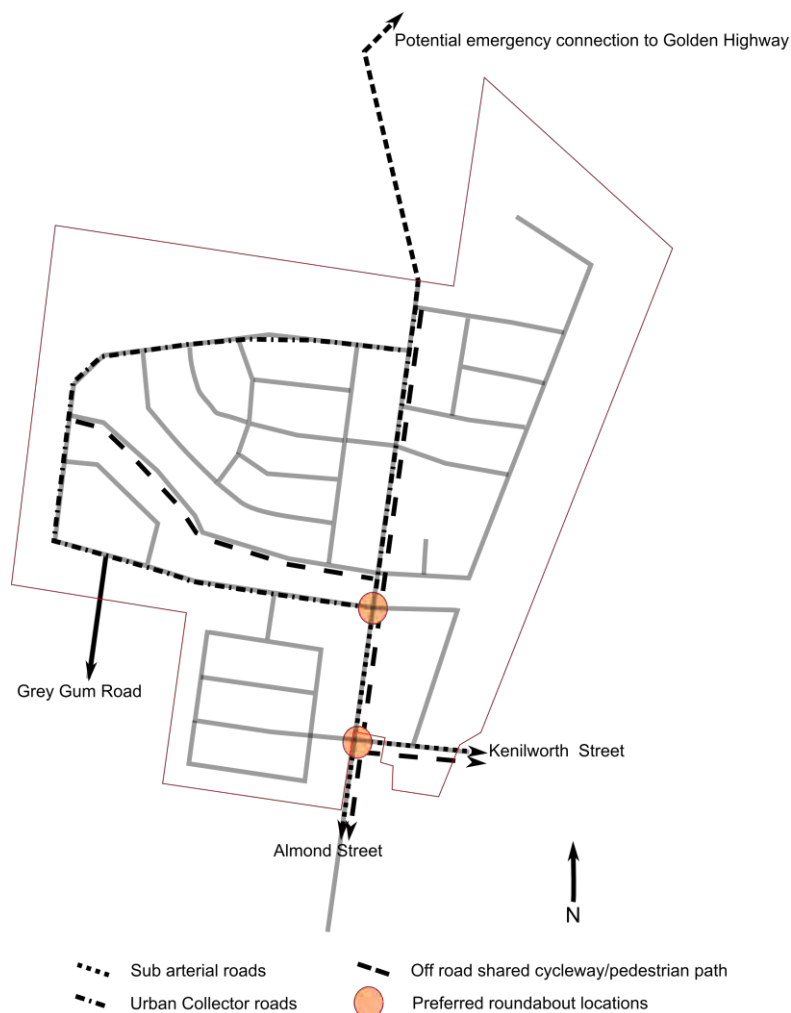 Potential emergency connection to Golden Highway
Grey Gum Road
Kenilworth Street
Almond Street
N
Sub arterial roads
Off road shared cycleway/pedestrian path
Urban Collector roads
Preferred roundabout locations